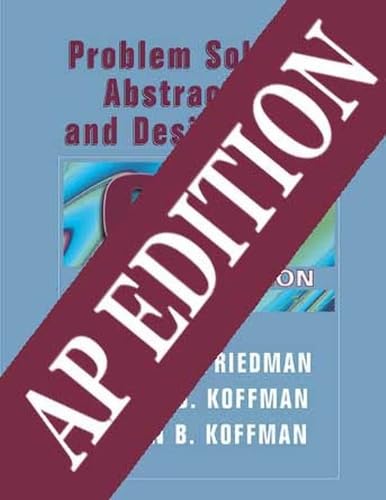 Problem Sol
Abstrac
and Desi
AP EDITION
ON
RIEDMAN
. KOFFMAN
N B. KOFFMAN